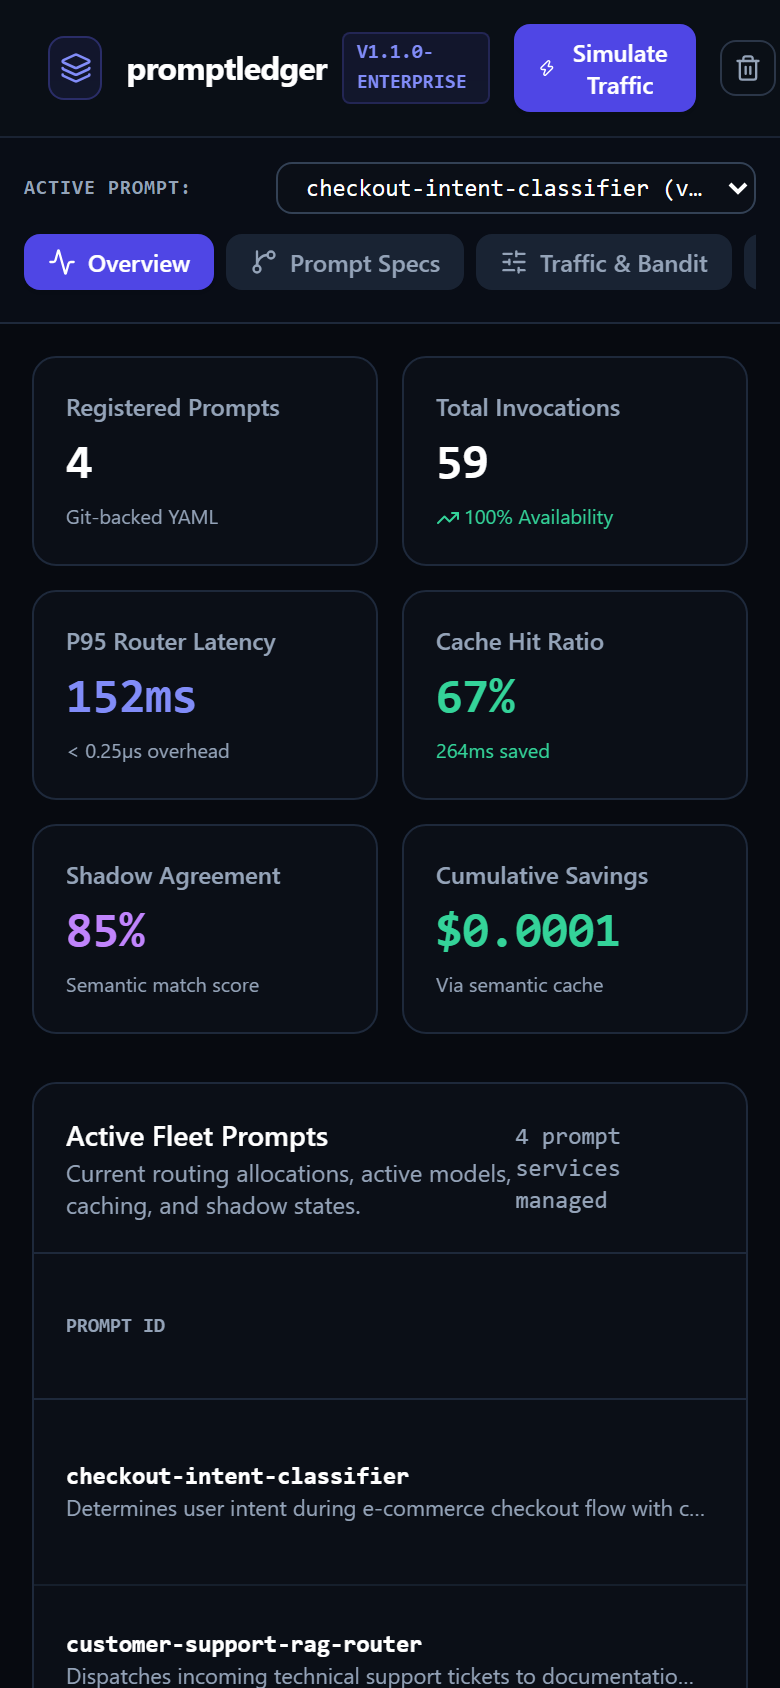 promptledger
V1.1.0-
ENTERPRISE
Simulate
Traffic
ACTIVE PROMPT:
checkout-intent-classifier (v…
Overview
Prompt Specs
Traffic & Bandit
Registered Prompts
4
Git-backed YAML
Total Invocations
59
100% Availability
P95 Router Latency
152ms
< 0.25µs overhead
Cache Hit Ratio
67%
264ms saved
Shadow Agreement
85%
Semantic match score
Cumulative Savings
$0.0001
Via semantic cache
Active Fleet Prompts
Current routing allocations, active models,
caching, and shadow states.
4 prompt
services
managed
PROMPT ID
checkout-intent-classifier
Determines user intent during e-commerce checkout flow with c…
customer-support-rag-router
Dispatches incoming technical support tickets to documentatio…